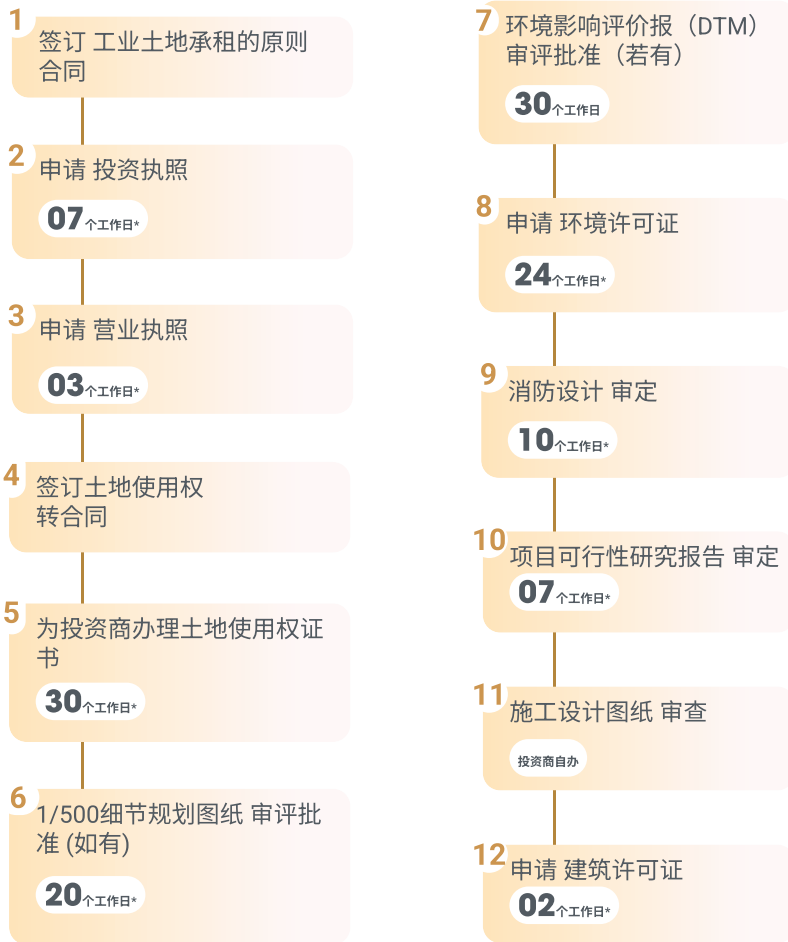 1
签订 工业土地承租的原则
合同
2
申请 投资执照
07个工作日*
3
申请 营业执照
03个工作日*
4
签订土地使用权
转合同
5
为投资商办理土地使用权证
书
30个工作日*
6
1/500细节规划图纸 审评批
准 (如有)
20个工作日*
7
环境影响评价报（DTM）
审评批准（若有）
30个工作日
8
申请 环境许可证
24个工作日*
9
消防设计 审定
10个工作日*
10
项目可行性研究报告 审定
07个工作日*
11
施工设计图纸 审查
投资商自办
12
申请 建筑许可证
02个工作日*